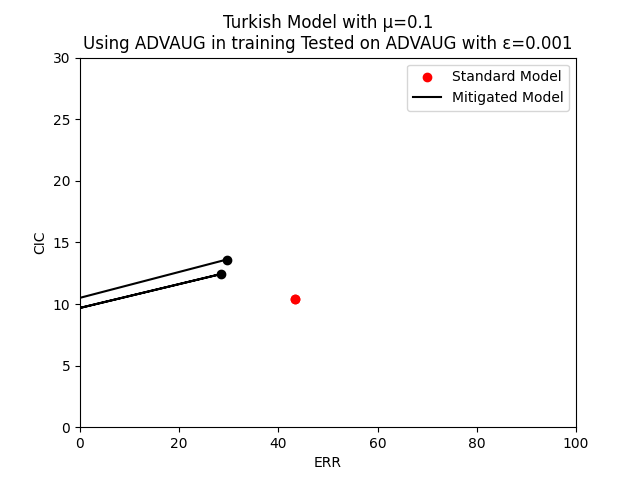 Turkish Model with μ=0.1
Using ADVAUG in training Tested on ADVAUG with ε=0.001
Standard Model
Mitigated Model
30
25
20
15
10
5
0
CIC
0 20 40 60 80 100
ERR